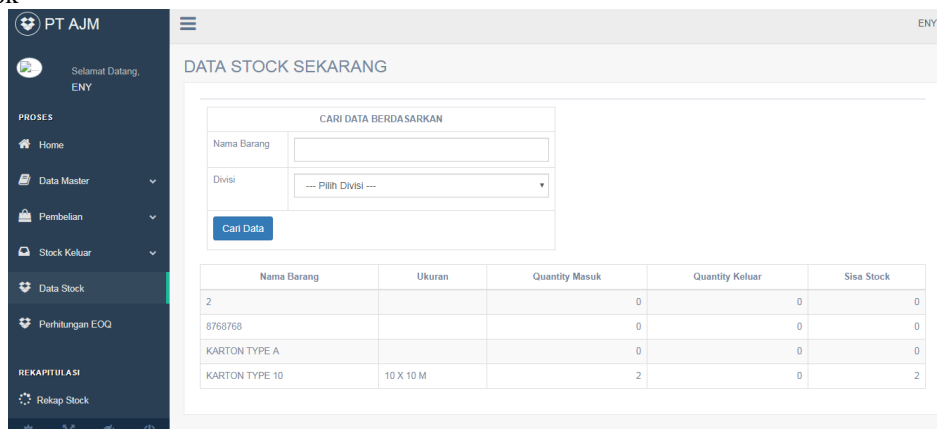 ok
PT AJM
ENY
Selamat Datang,
ENY
PROSES
Home
Data Master
Pembelian
Stock Keluar
Data Stock
Perhitungan EOQ
REKAPITULASI
Rekap Stock
DATA STOCK SEKARANG
CARI DATA BERDASARKAN
Nama Barang
Divisi --- Pilih Divisi ---
Cari Data
Nama Barang Ukuran Quantity Masuk Quantity Keluar Sisa Stock
2 0 0 0
8768768 0 0 0
KARTON TYPE A 0 0 0
KARTON TYPE 10 10 X 10 M 2 0 2